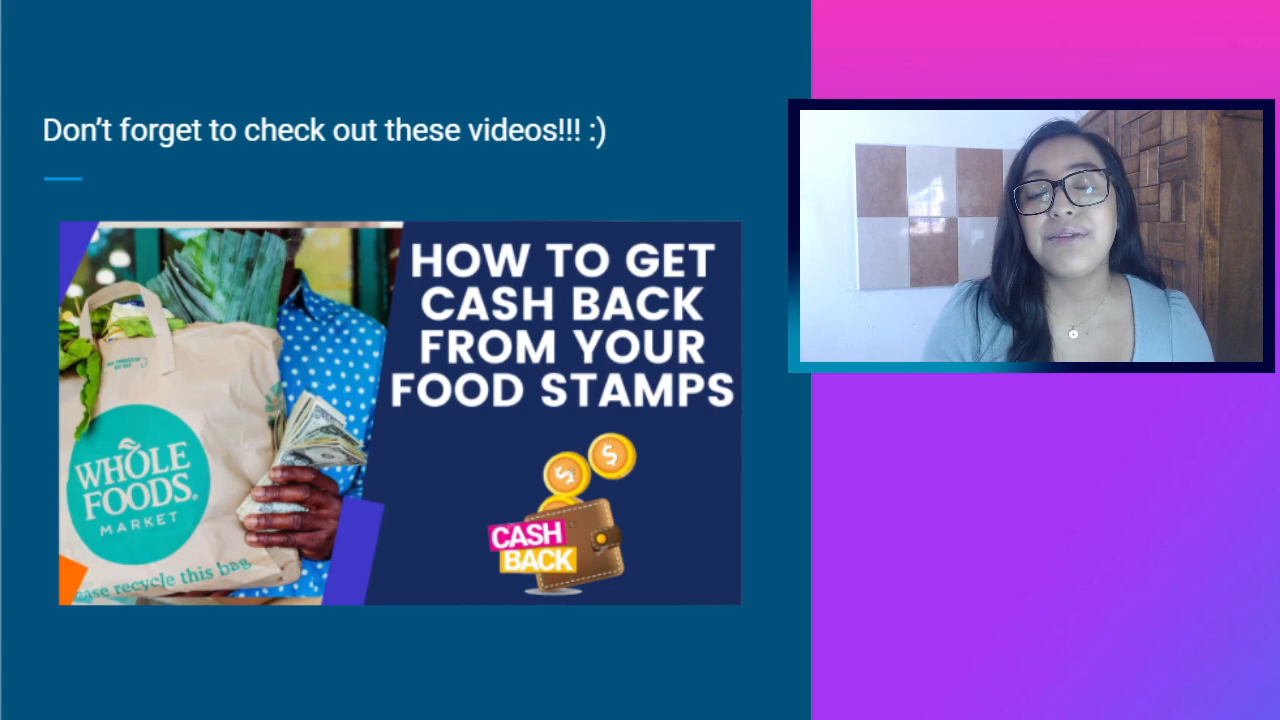 Don't forget to check out these videos!!! :)
HOW TO GET
CASH BACK
FROM YOUR
FOOD STAMPS
WHOLE
FOODS
MARKET
ase recycle this bag
CASH
BACK